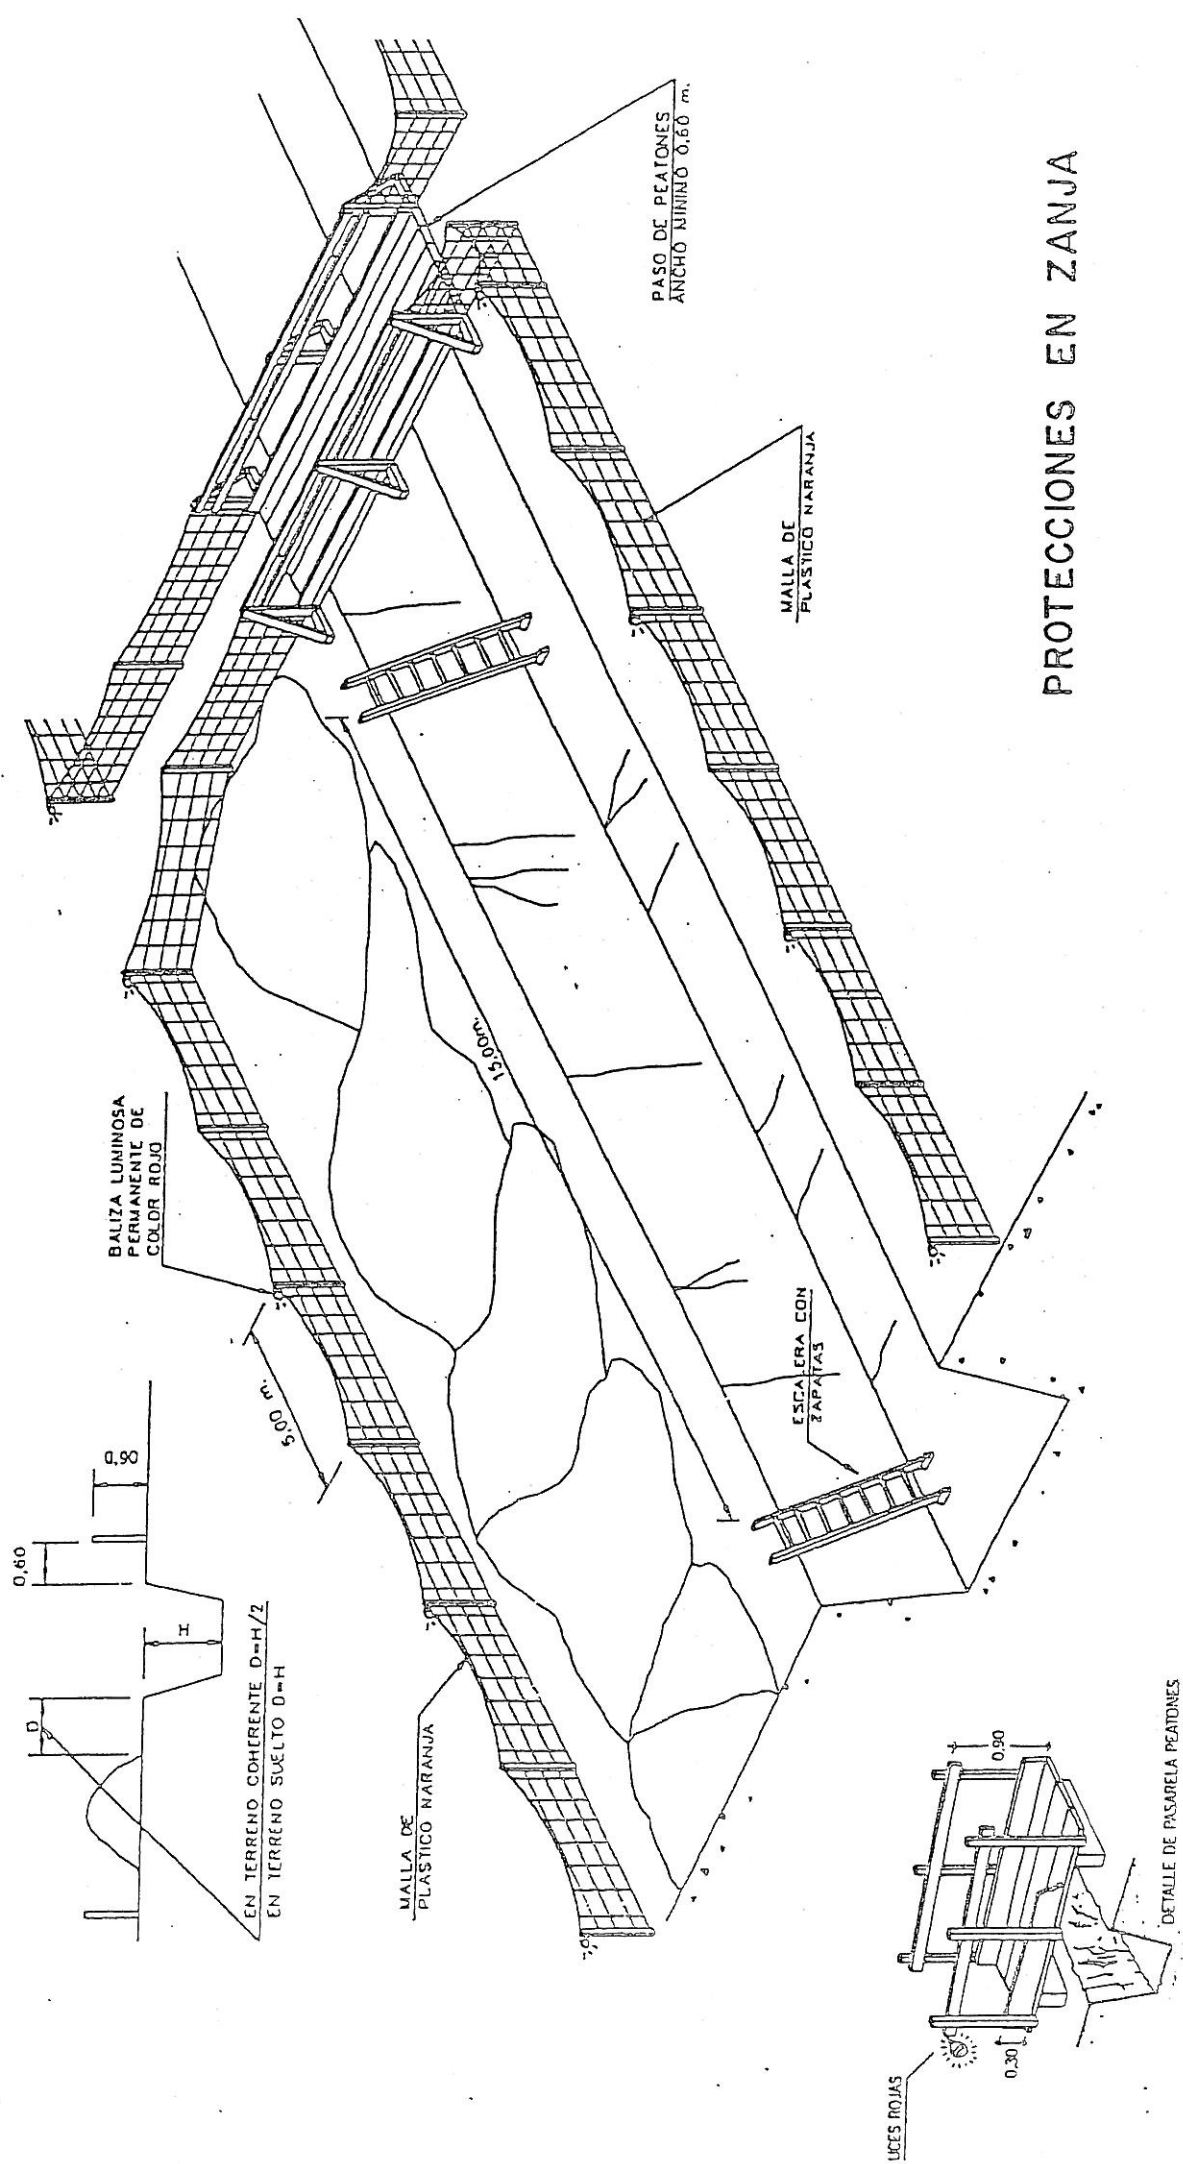 0,60
0,90
D
H
EN TERRENO COHERENTE D=H/2
EN TERRENO SUELTO D=H
BALIZA LUMINOSA
PERMANENTE DE
COLOR ROJO
5,00 m.
15,00m.
MALLA DE
PLASTICO NARANJA
PASO DE PEATONES
ANCHO MININO 0,60 m.
MALLA DE
PLASTICO NARANJA
ESCALERA CON
ZAPATAS
UCES ROJAS
0,30
0,90
DETALLE DE PASARELA PEATONES
PROTECCIONES EN ZANJA